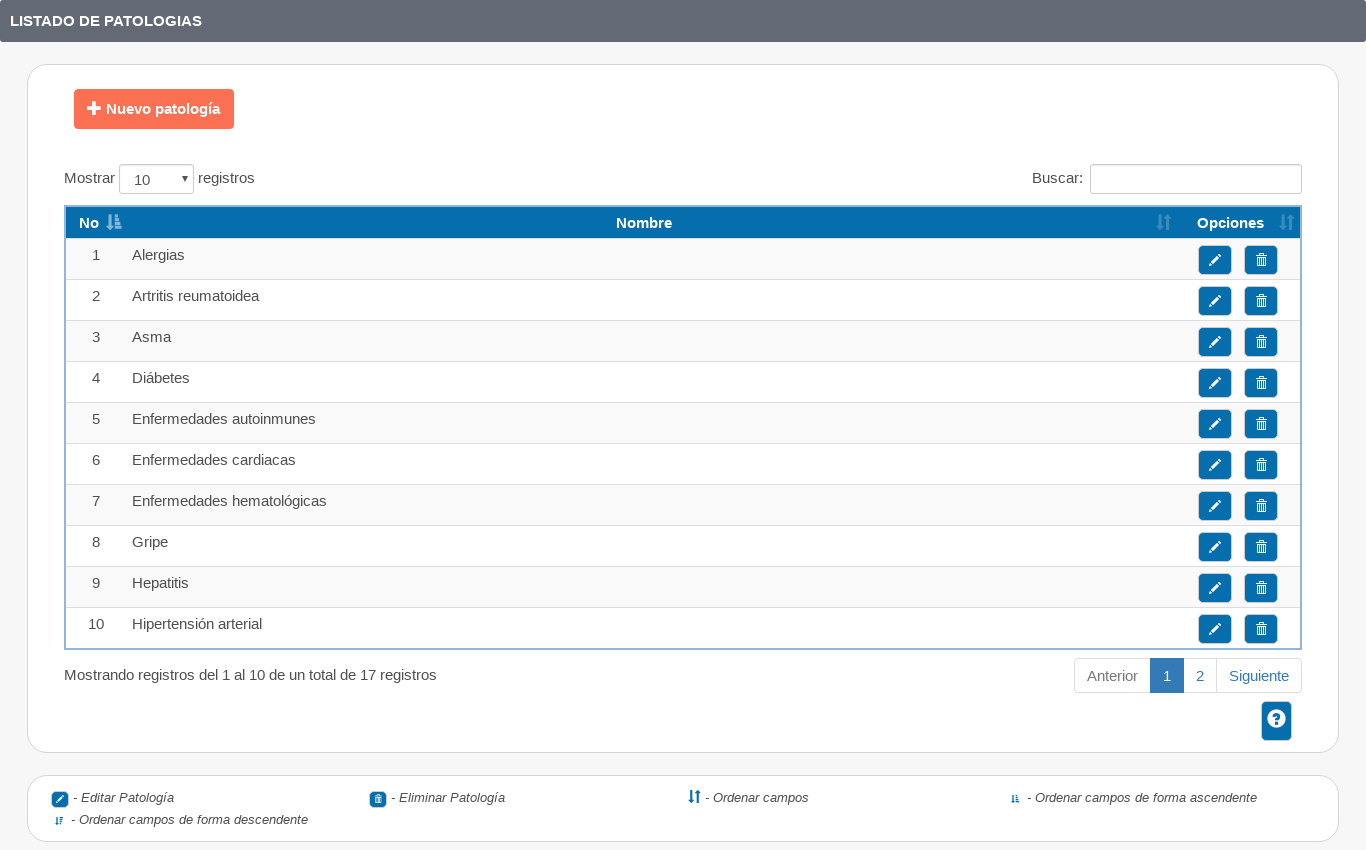 LISTADO DE PATOLOGIAS
Nuevo patología
Mostrar 10 registros Buscar:
No Nombre Opciones
1 Alergias
2 Artritis reumatoidea
3 Asma
4 Diábetes
5 Enfermedades autoinmunes
6 Enfermedades cardiacas
7 Enfermedades hematológicas
8 Gripe
9 Hepatitis
10 Hipertensión arterial
Mostrando registros del 1 al 10 de un total de 17 registros Anterior 1 2 Siguiente
?
- Editar Patología - Eliminar Patología - Ordenar campos - Ordenar campos de forma ascendente
- Ordenar campos de forma descendente